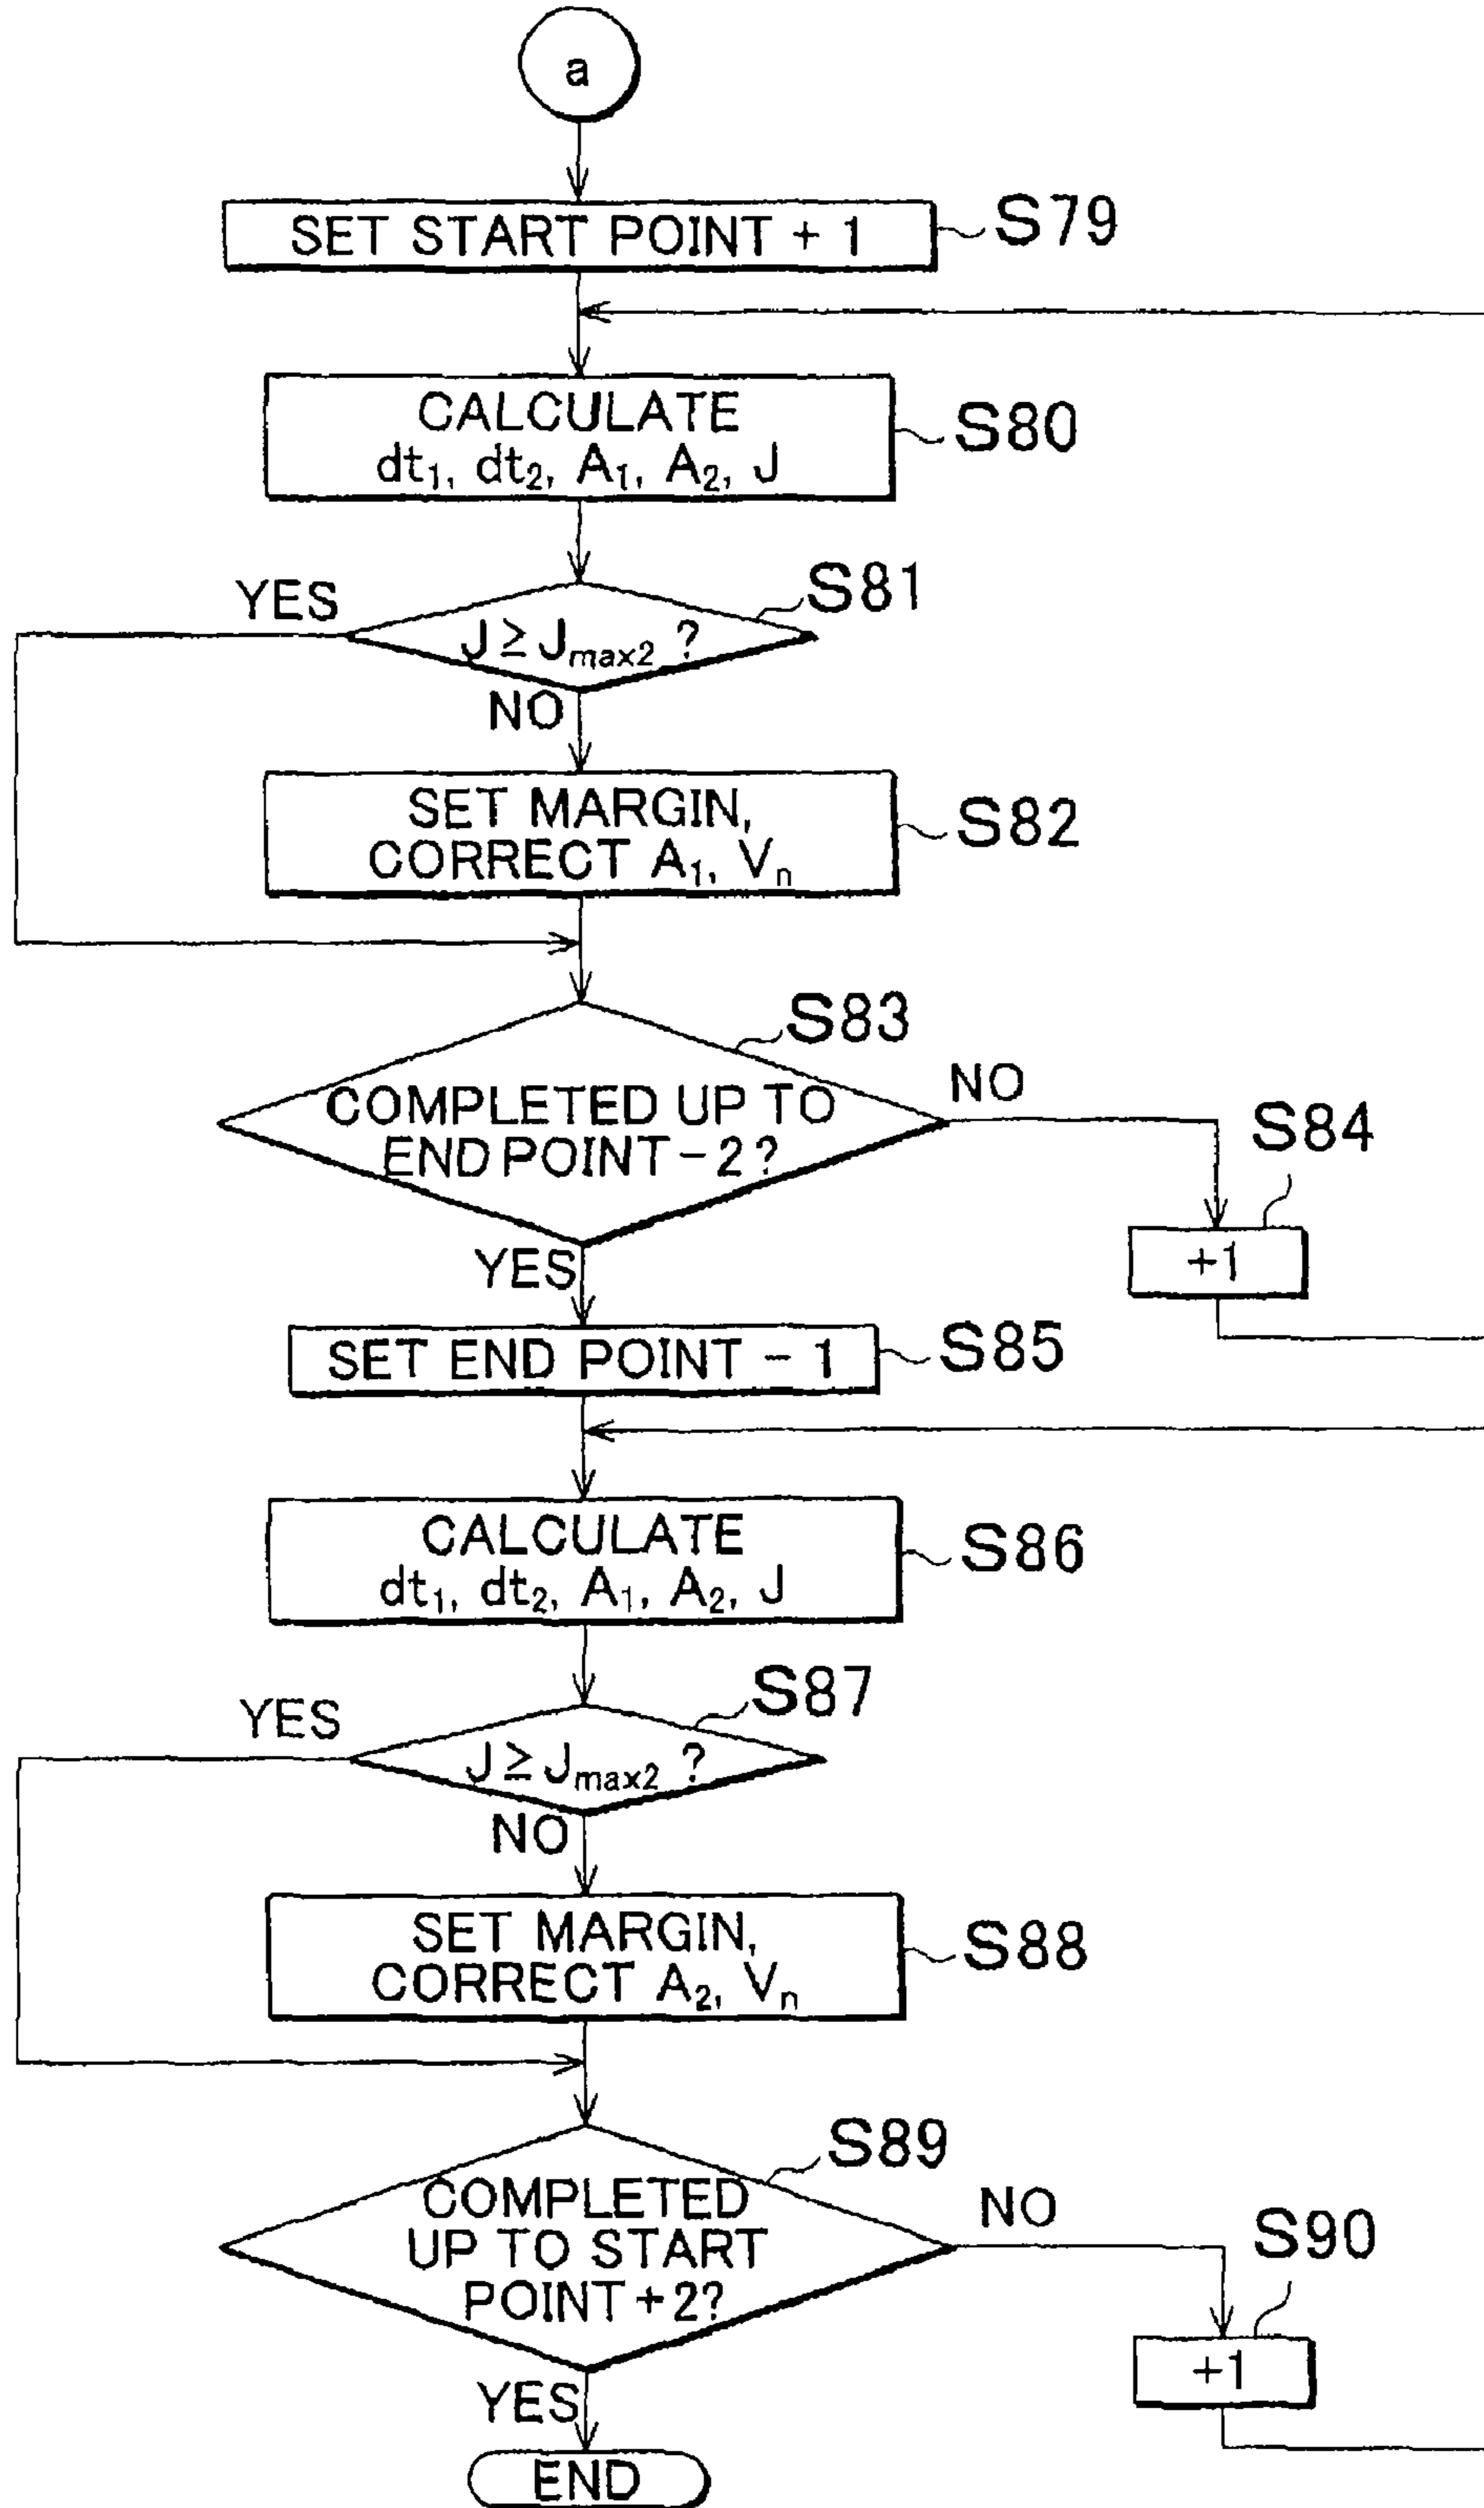 a
SET START POINT + 1
S79
CALCULATE
dt₁, dt₂, A₁, A₂, J
S80
YES
J ≥ Jmax2 ?
S81
NO
SET MARGIN,
CORRECT A₁, Vn
S82
S83
COMPLETED UP TO
END POINT - 2 ?
NO
S84
+1
YES
SET END POINT - 1
S85
CALCULATE
dt₁, dt₂, A₁, A₂, J
S86
YES
J ≥ Jmax2 ?
S87
NO
SET MARGIN,
CORRECT A₂, Vn
S88
S89
COMPLETED
UP TO START
POINT + 2?
NO
S90
+1
YES
END